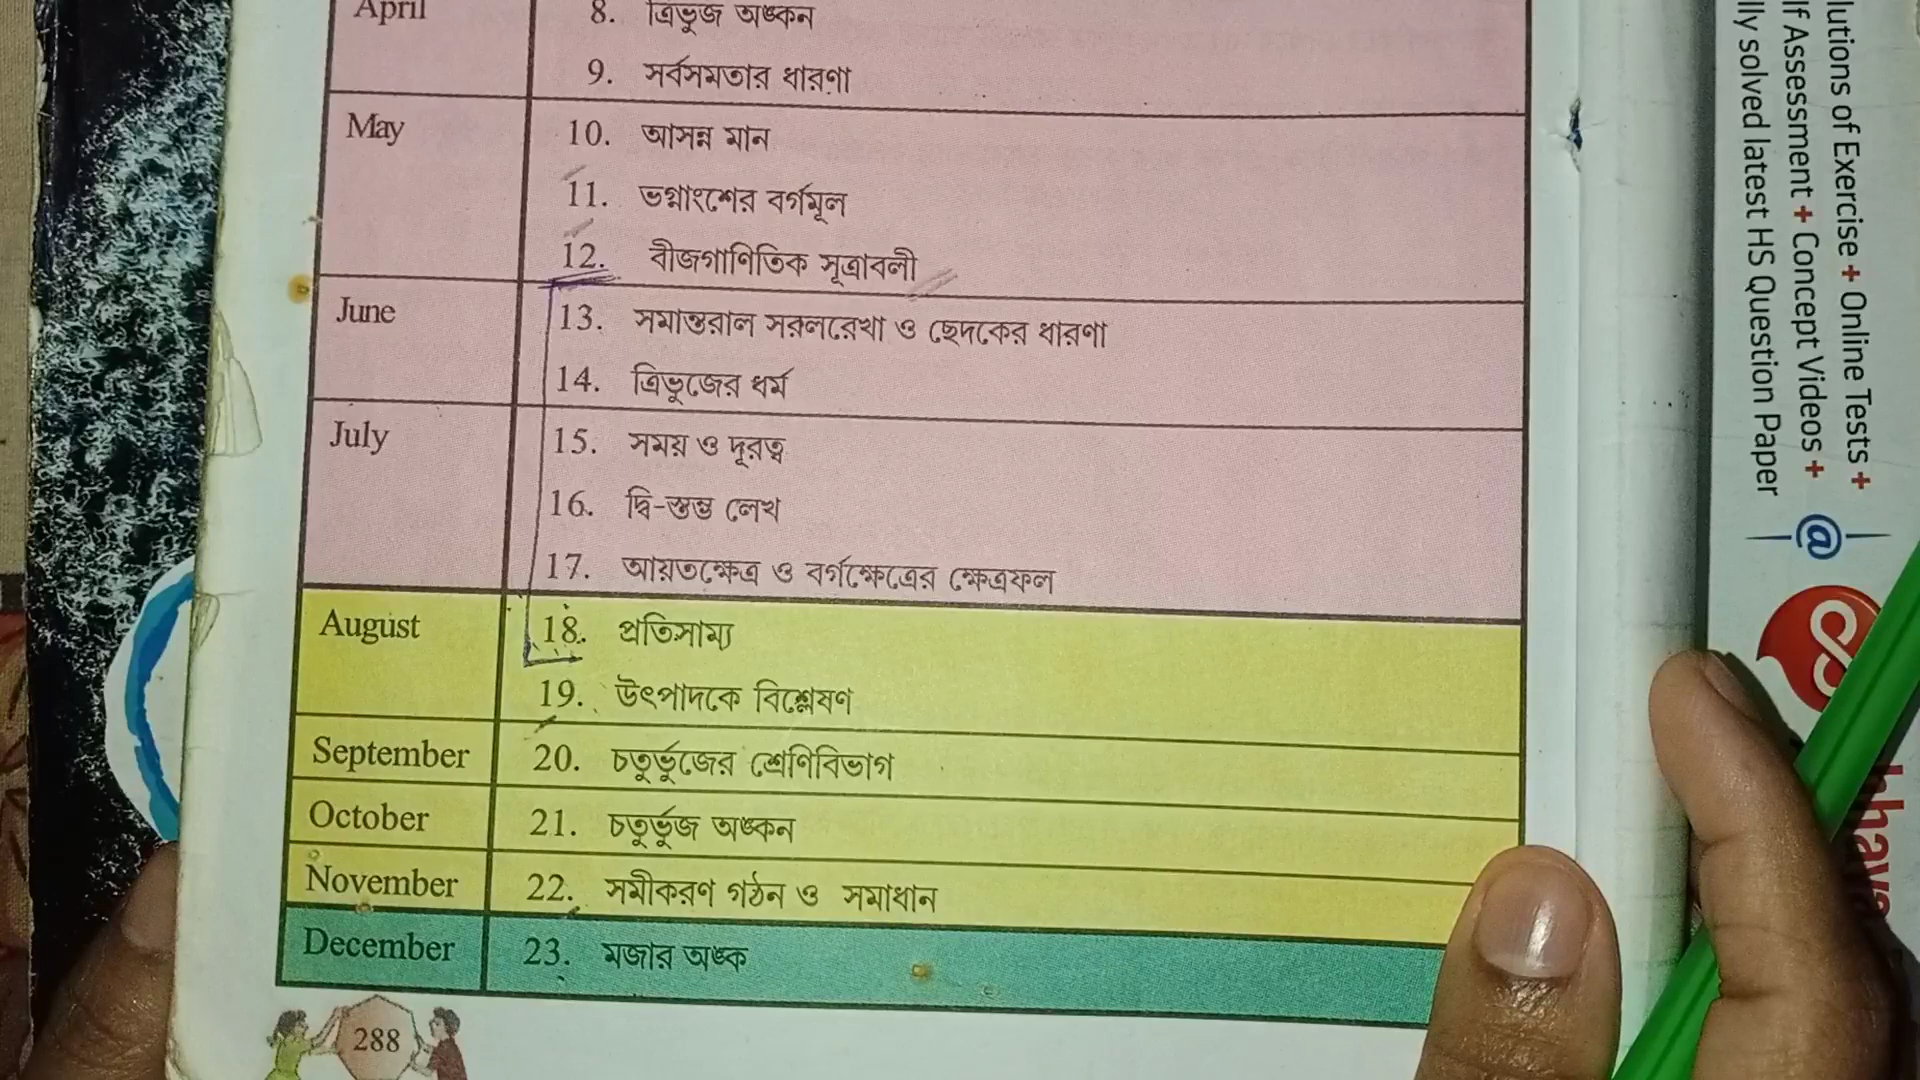 April
8. ত্রিভুজ অঙ্কন
9. সর্বসমতার ধারণা
May
10. আসন্ন মান
11. ভগ্নাংশের বর্গমূল
12. বীজগাণিতিক সূত্রাবলী
June
13. সমান্তরাল সরলরেখা ও ছেদকের ধারণা
14. ত্রিভুজের ধর্ম
July
15. সময় ও দূরত্ব
16. দ্বি-স্তম্ভ লেখ
17. আয়তক্ষেত্র ও বর্গক্ষেত্রের ক্ষেত্রফল
August
18. প্রতিসাম্য
19. উৎপাদকে বিশ্লেষণ
September
20. চতুর্ভুজের শ্রেণিবিভাগ
October
21. চতুর্ভুজ অঙ্কন
November
22. সমীকরণ গঠন ও সমাধান
December
23. মজার অঙ্ক
288
lutions of Exercise + Online Tests +
lf Assessment + Concept Videos +
lly solved latest HS Question Paper
@